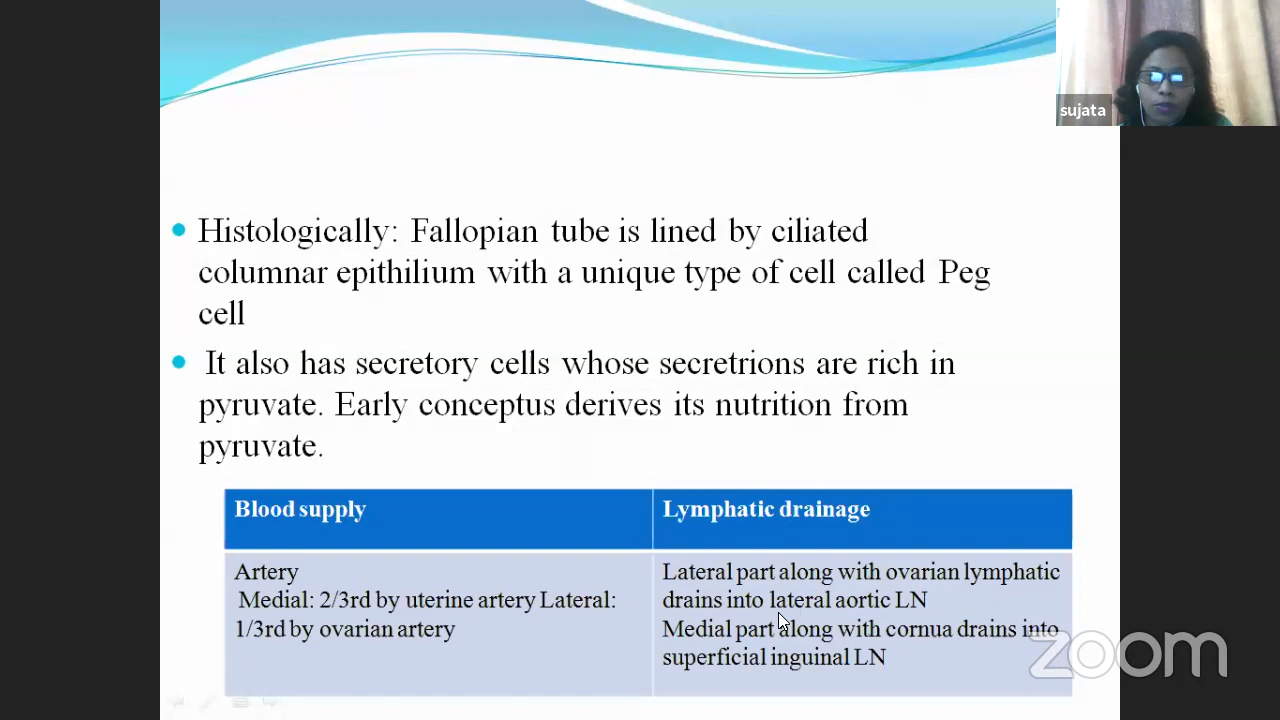 sujata
Histologically: Fallopian tube is lined by ciliated
columnar epithilium with a unique type of cell called Peg
cell
It also has secretory cells whose secretrions are rich in
pyruvate. Early conceptus derives its nutrition from
pyruvate.
Blood supply
Artery
Medial: 2/3rd by uterine artery Lateral:
1/3rd by ovarian artery
Lymphatic drainage
Lateral part along with ovarian lymphatic
drains into lateral aortic LN
Medial part along with cornua drains into
superficial inguinal LN
zoom